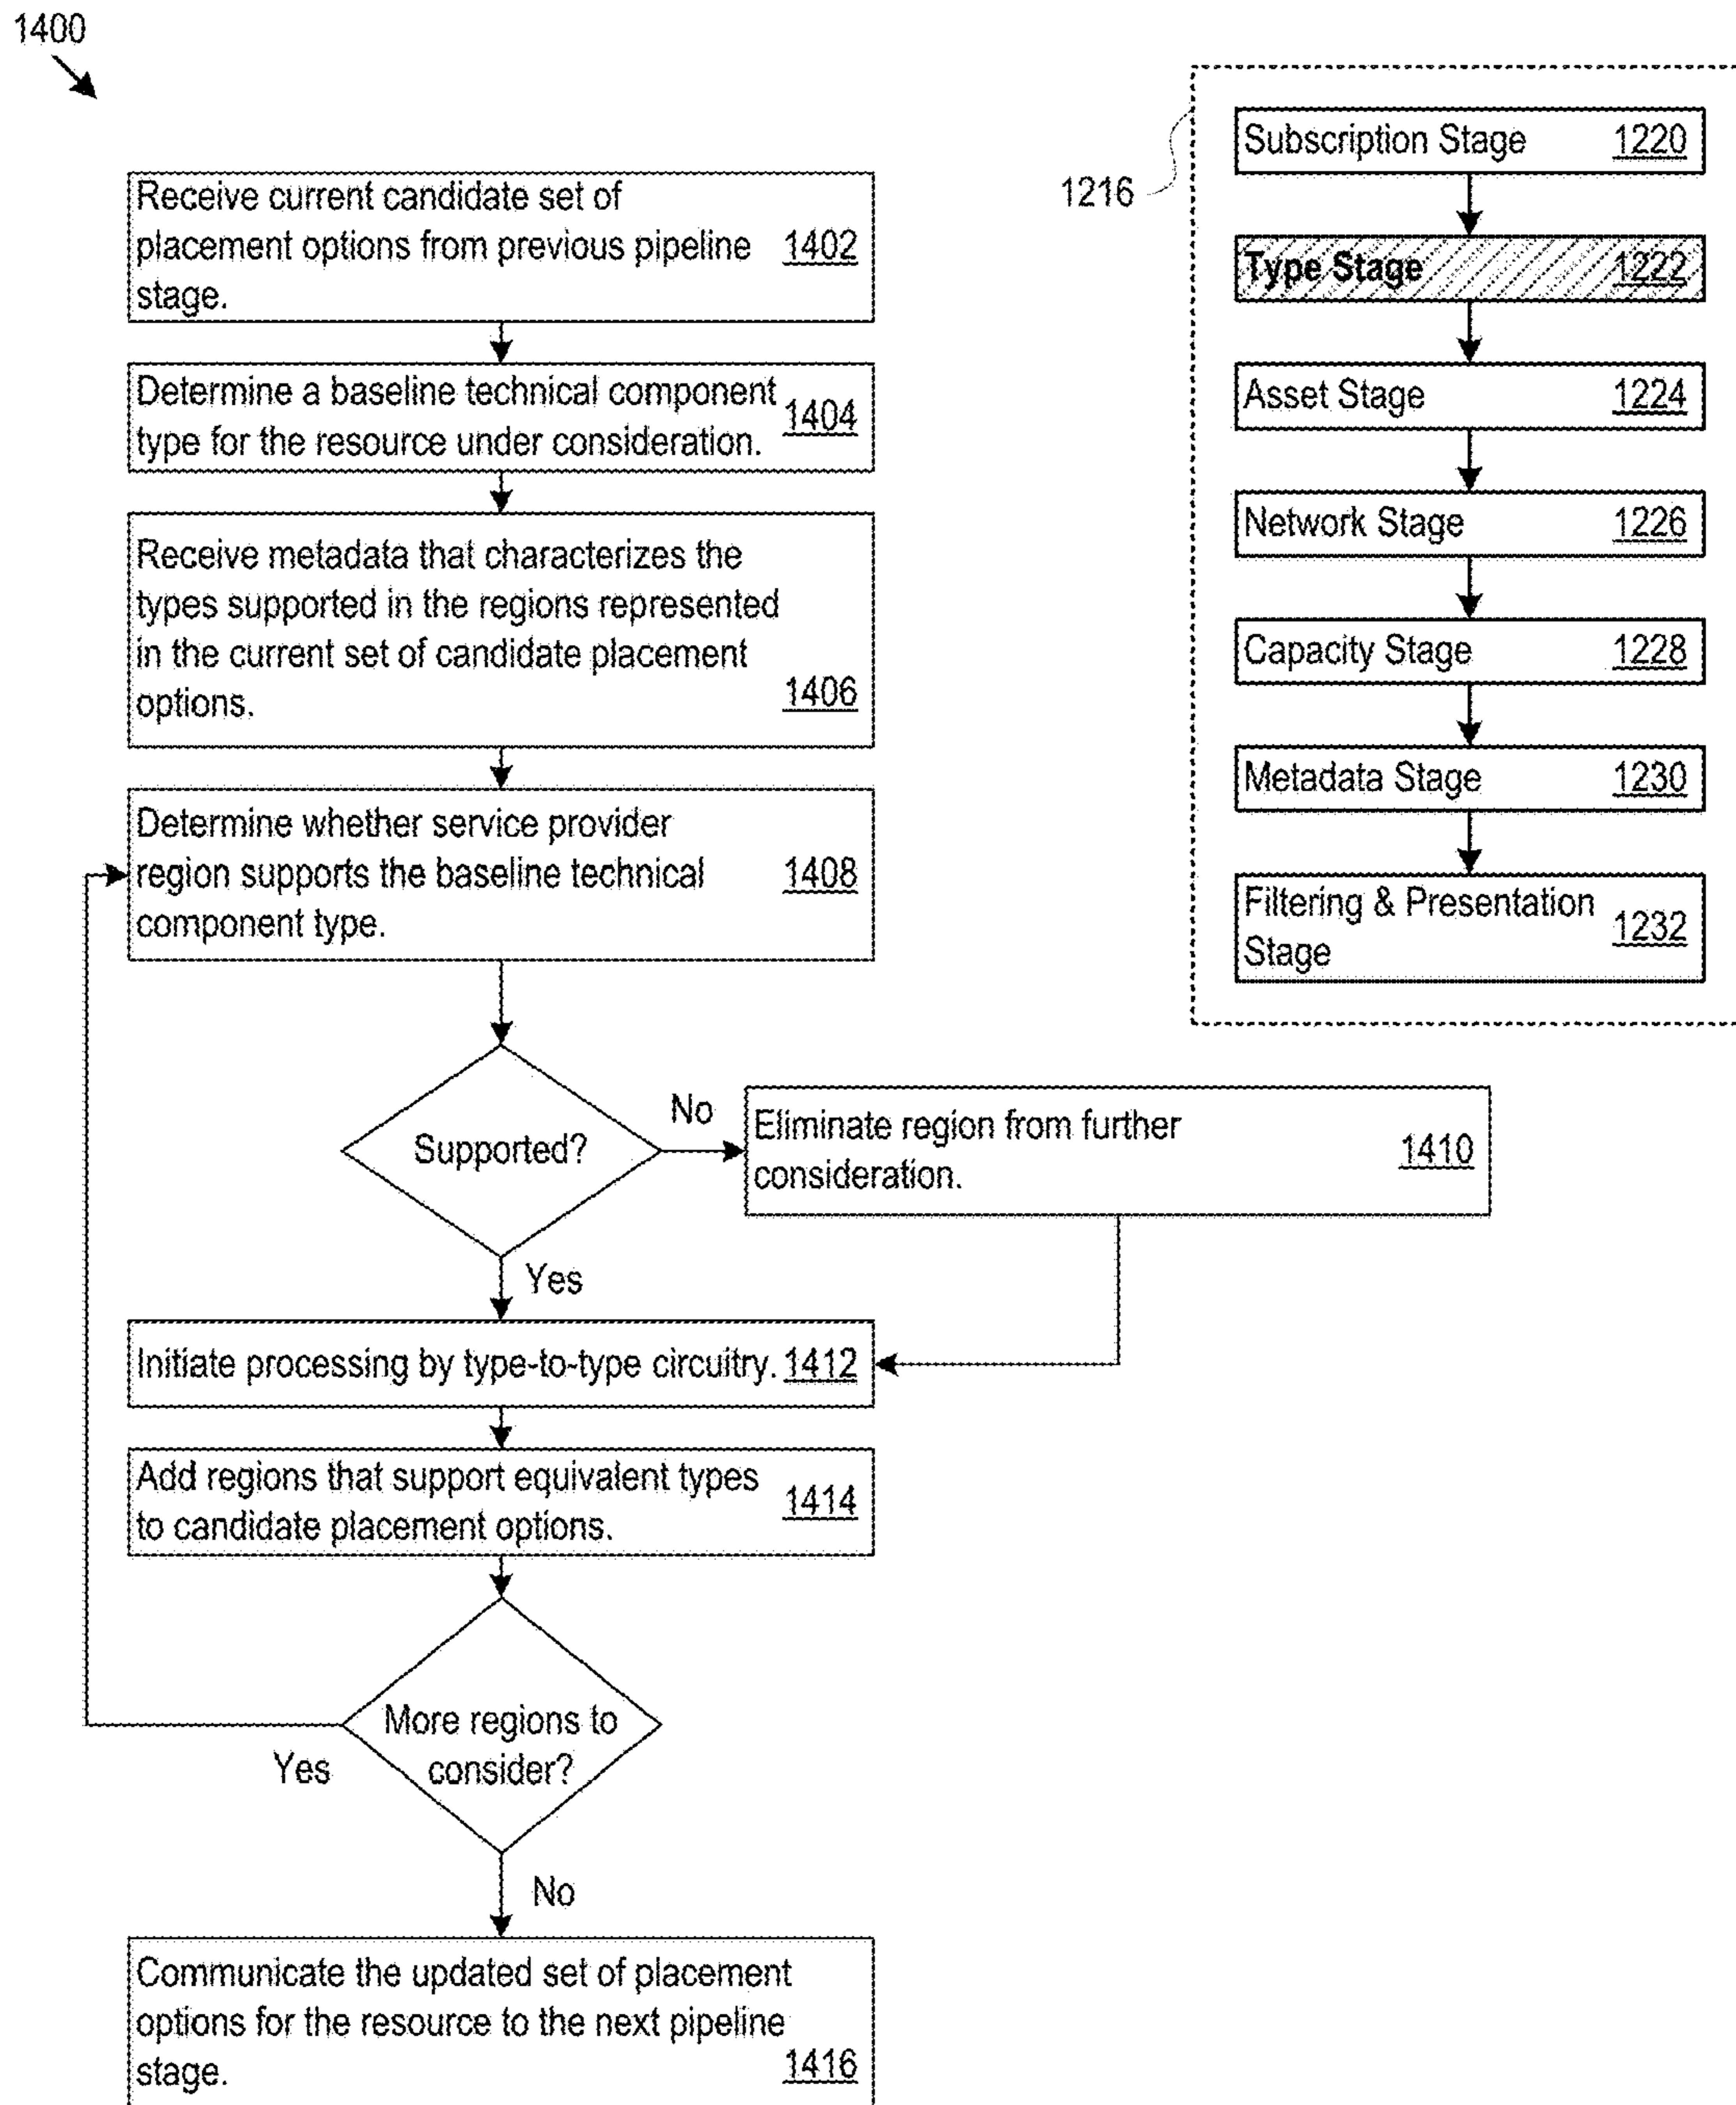 1400
Receive current candidate set of
placement options from previous pipeline 1402
stage.
Determine a baseline technical component
type for the resource under consideration. 1404
Receive metadata that characterizes the
types supported in the regions represented
in the current set of candidate placement
options. 1406
Determine whether service provider
region supports the baseline technical 1408
component type.
Supported?
No
Eliminate region from further
consideration. 1410
Yes
Initiate processing by type-to-type circuitry. 1412
Add regions that support equivalent types
to candidate placement options. 1414
More regions to
consider?
Yes
No
Communicate the updated set of placement
options for the resource to the next pipeline
stage. 1416
1216
Subscription Stage 1220
Type Stage 1222
Asset Stage 1224
Network Stage 1226
Capacity Stage 1228
Metadata Stage 1230
Filtering & Presentation
Stage 1232